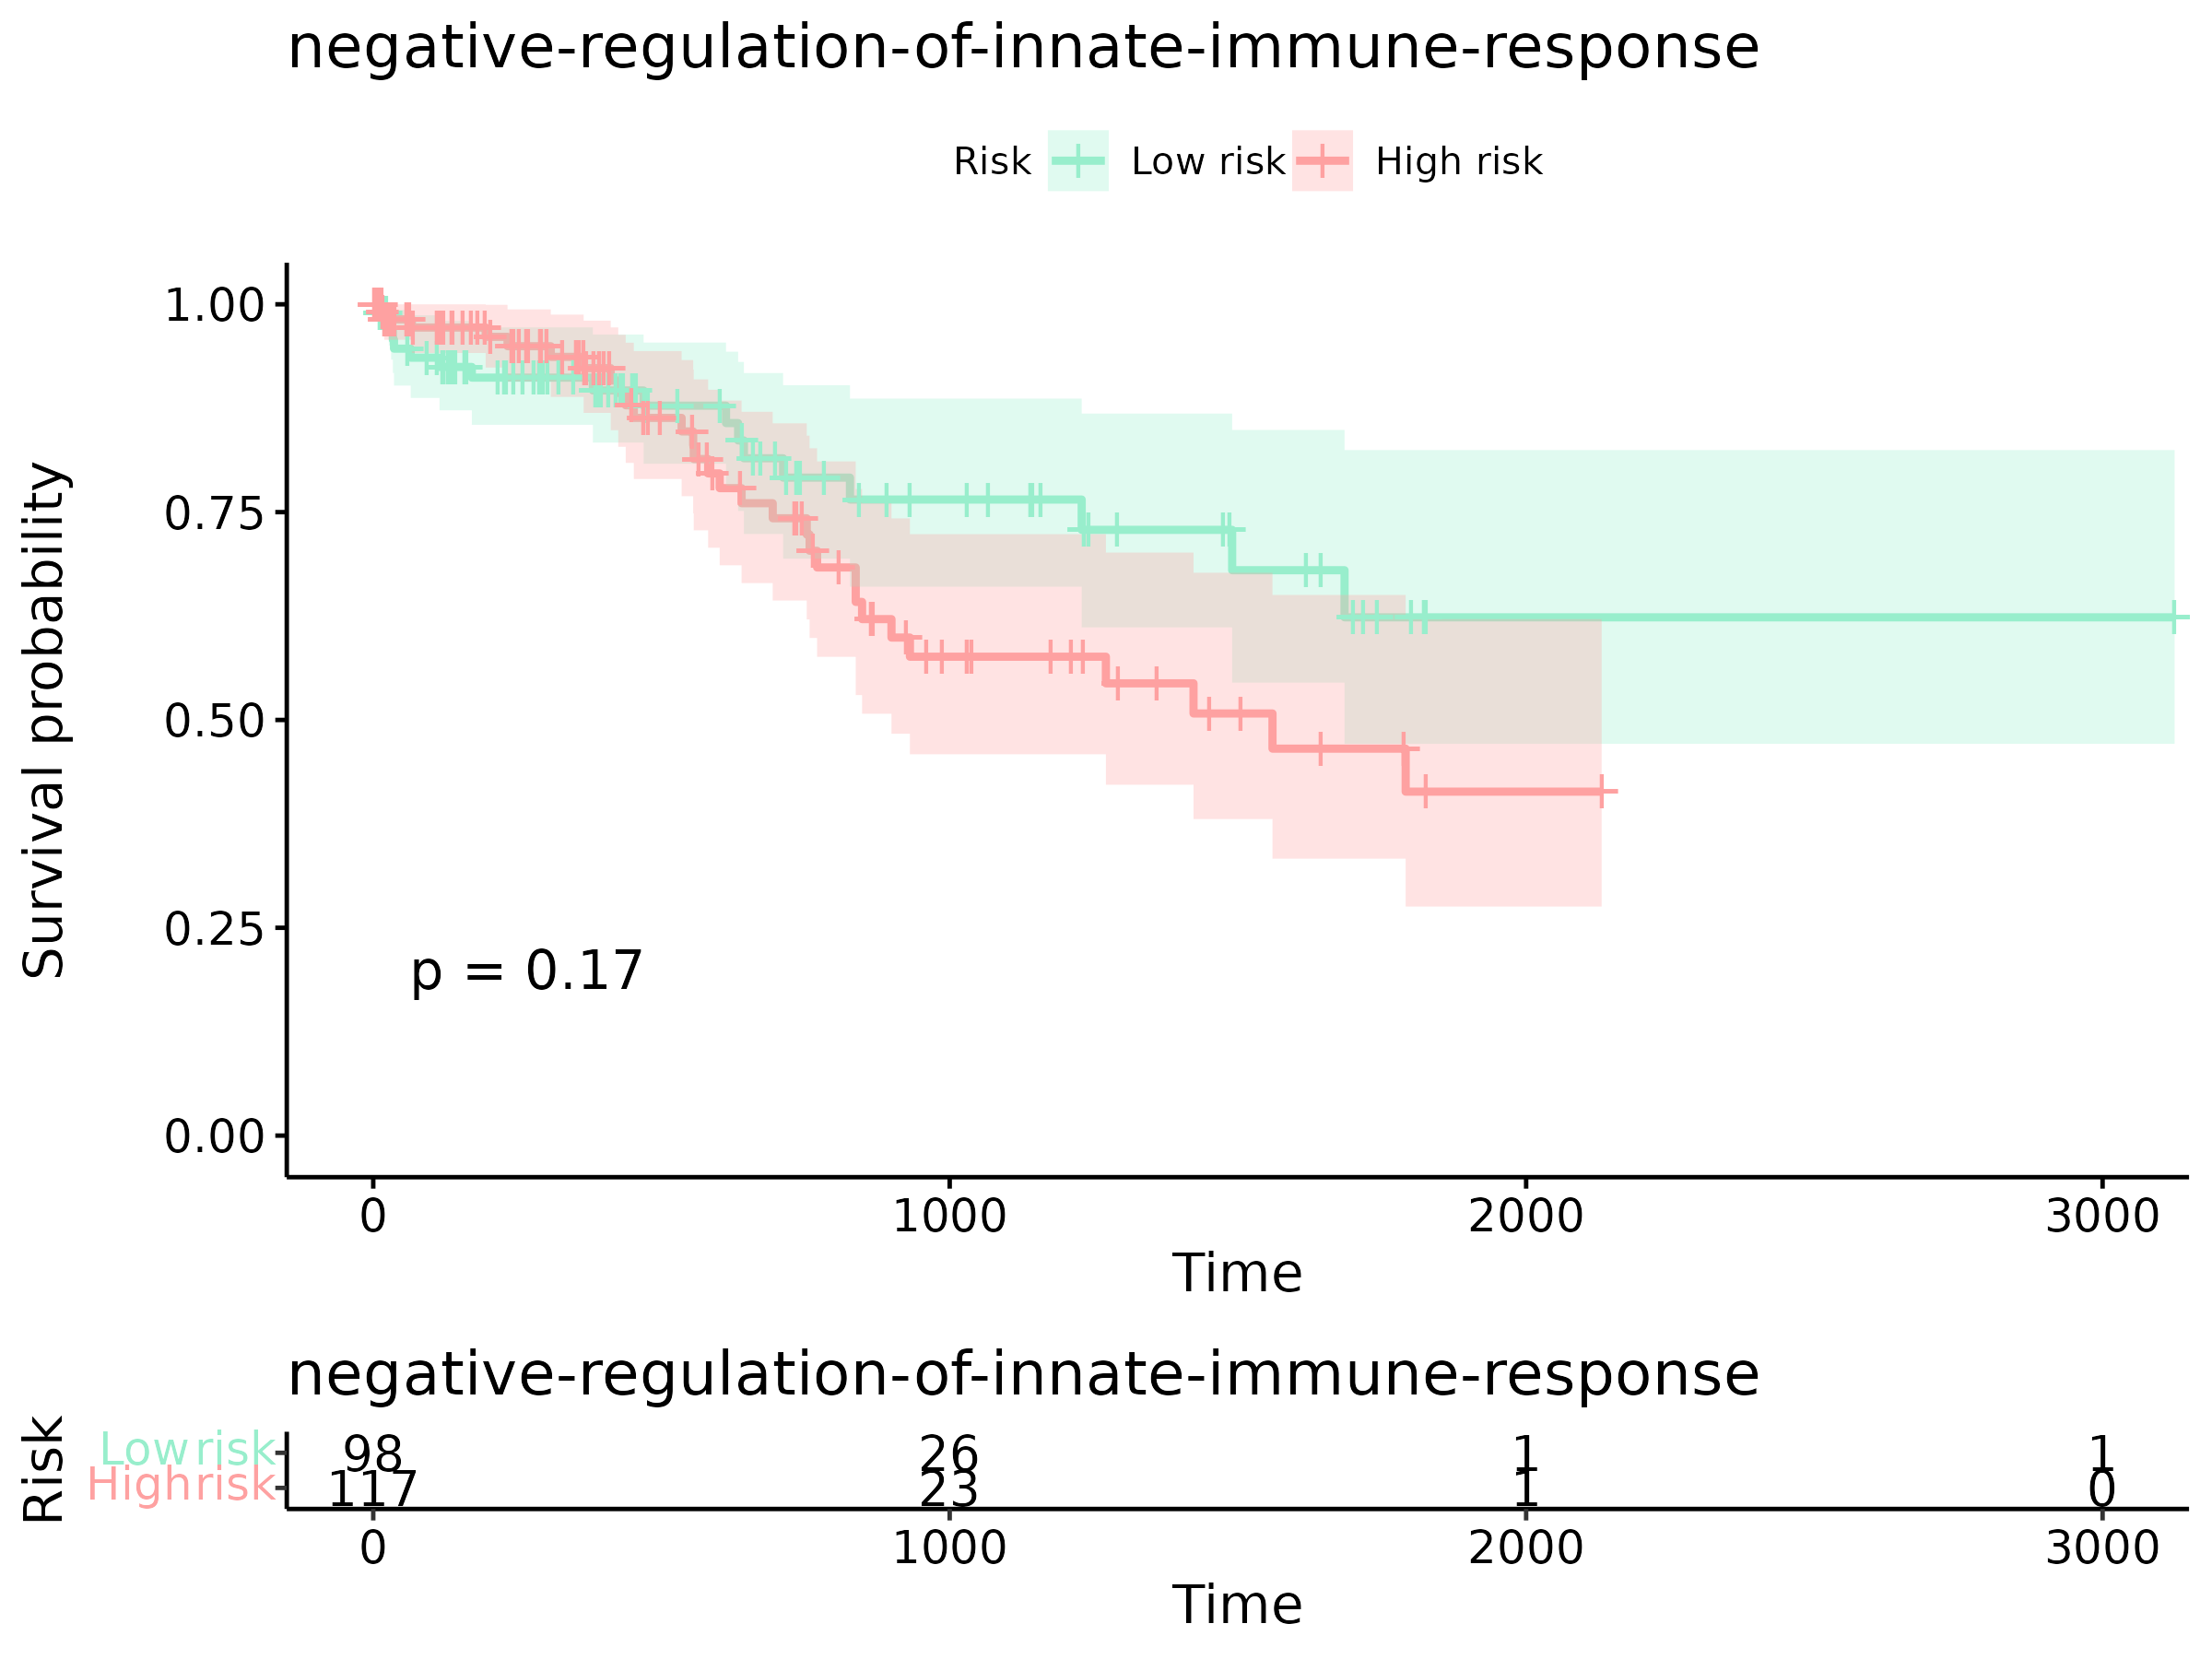 negative-regulation-of-innate-immune-response
Risk Low risk High risk
Survival probability
1.00
0.75
0.50
0.25
0.00
p = 0.17
0 1000 2000 3000
Time
negative-regulation-of-innate-immune-response
Risk
Low risk 98 26 1 1
High risk 117 23 1 0
0 1000 2000 3000
Time